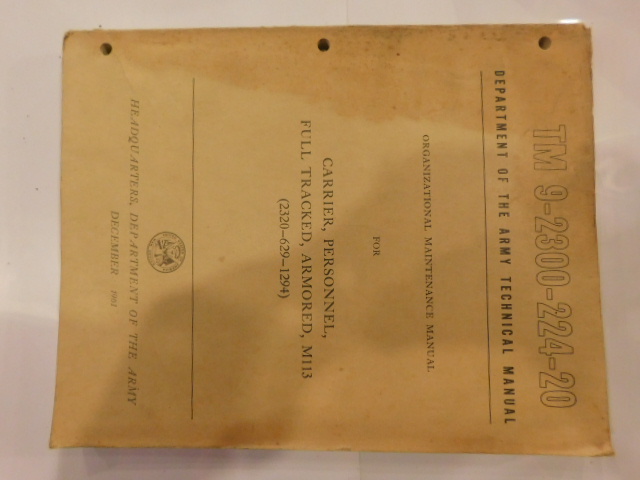 TM 9-2300-224-20
DEPARTMENT OF THE ARMY TECHNICAL MANUAL
ORGANIZATIONAL MAINTENANCE MANUAL
FOR
CARRIER, PERSONNEL,
FULL TRACKED, ARMORED, M113
(2320-629-1294)
HEADQUARTERS, DEPARTMENT OF THE ARMY
DECEMBER 1961